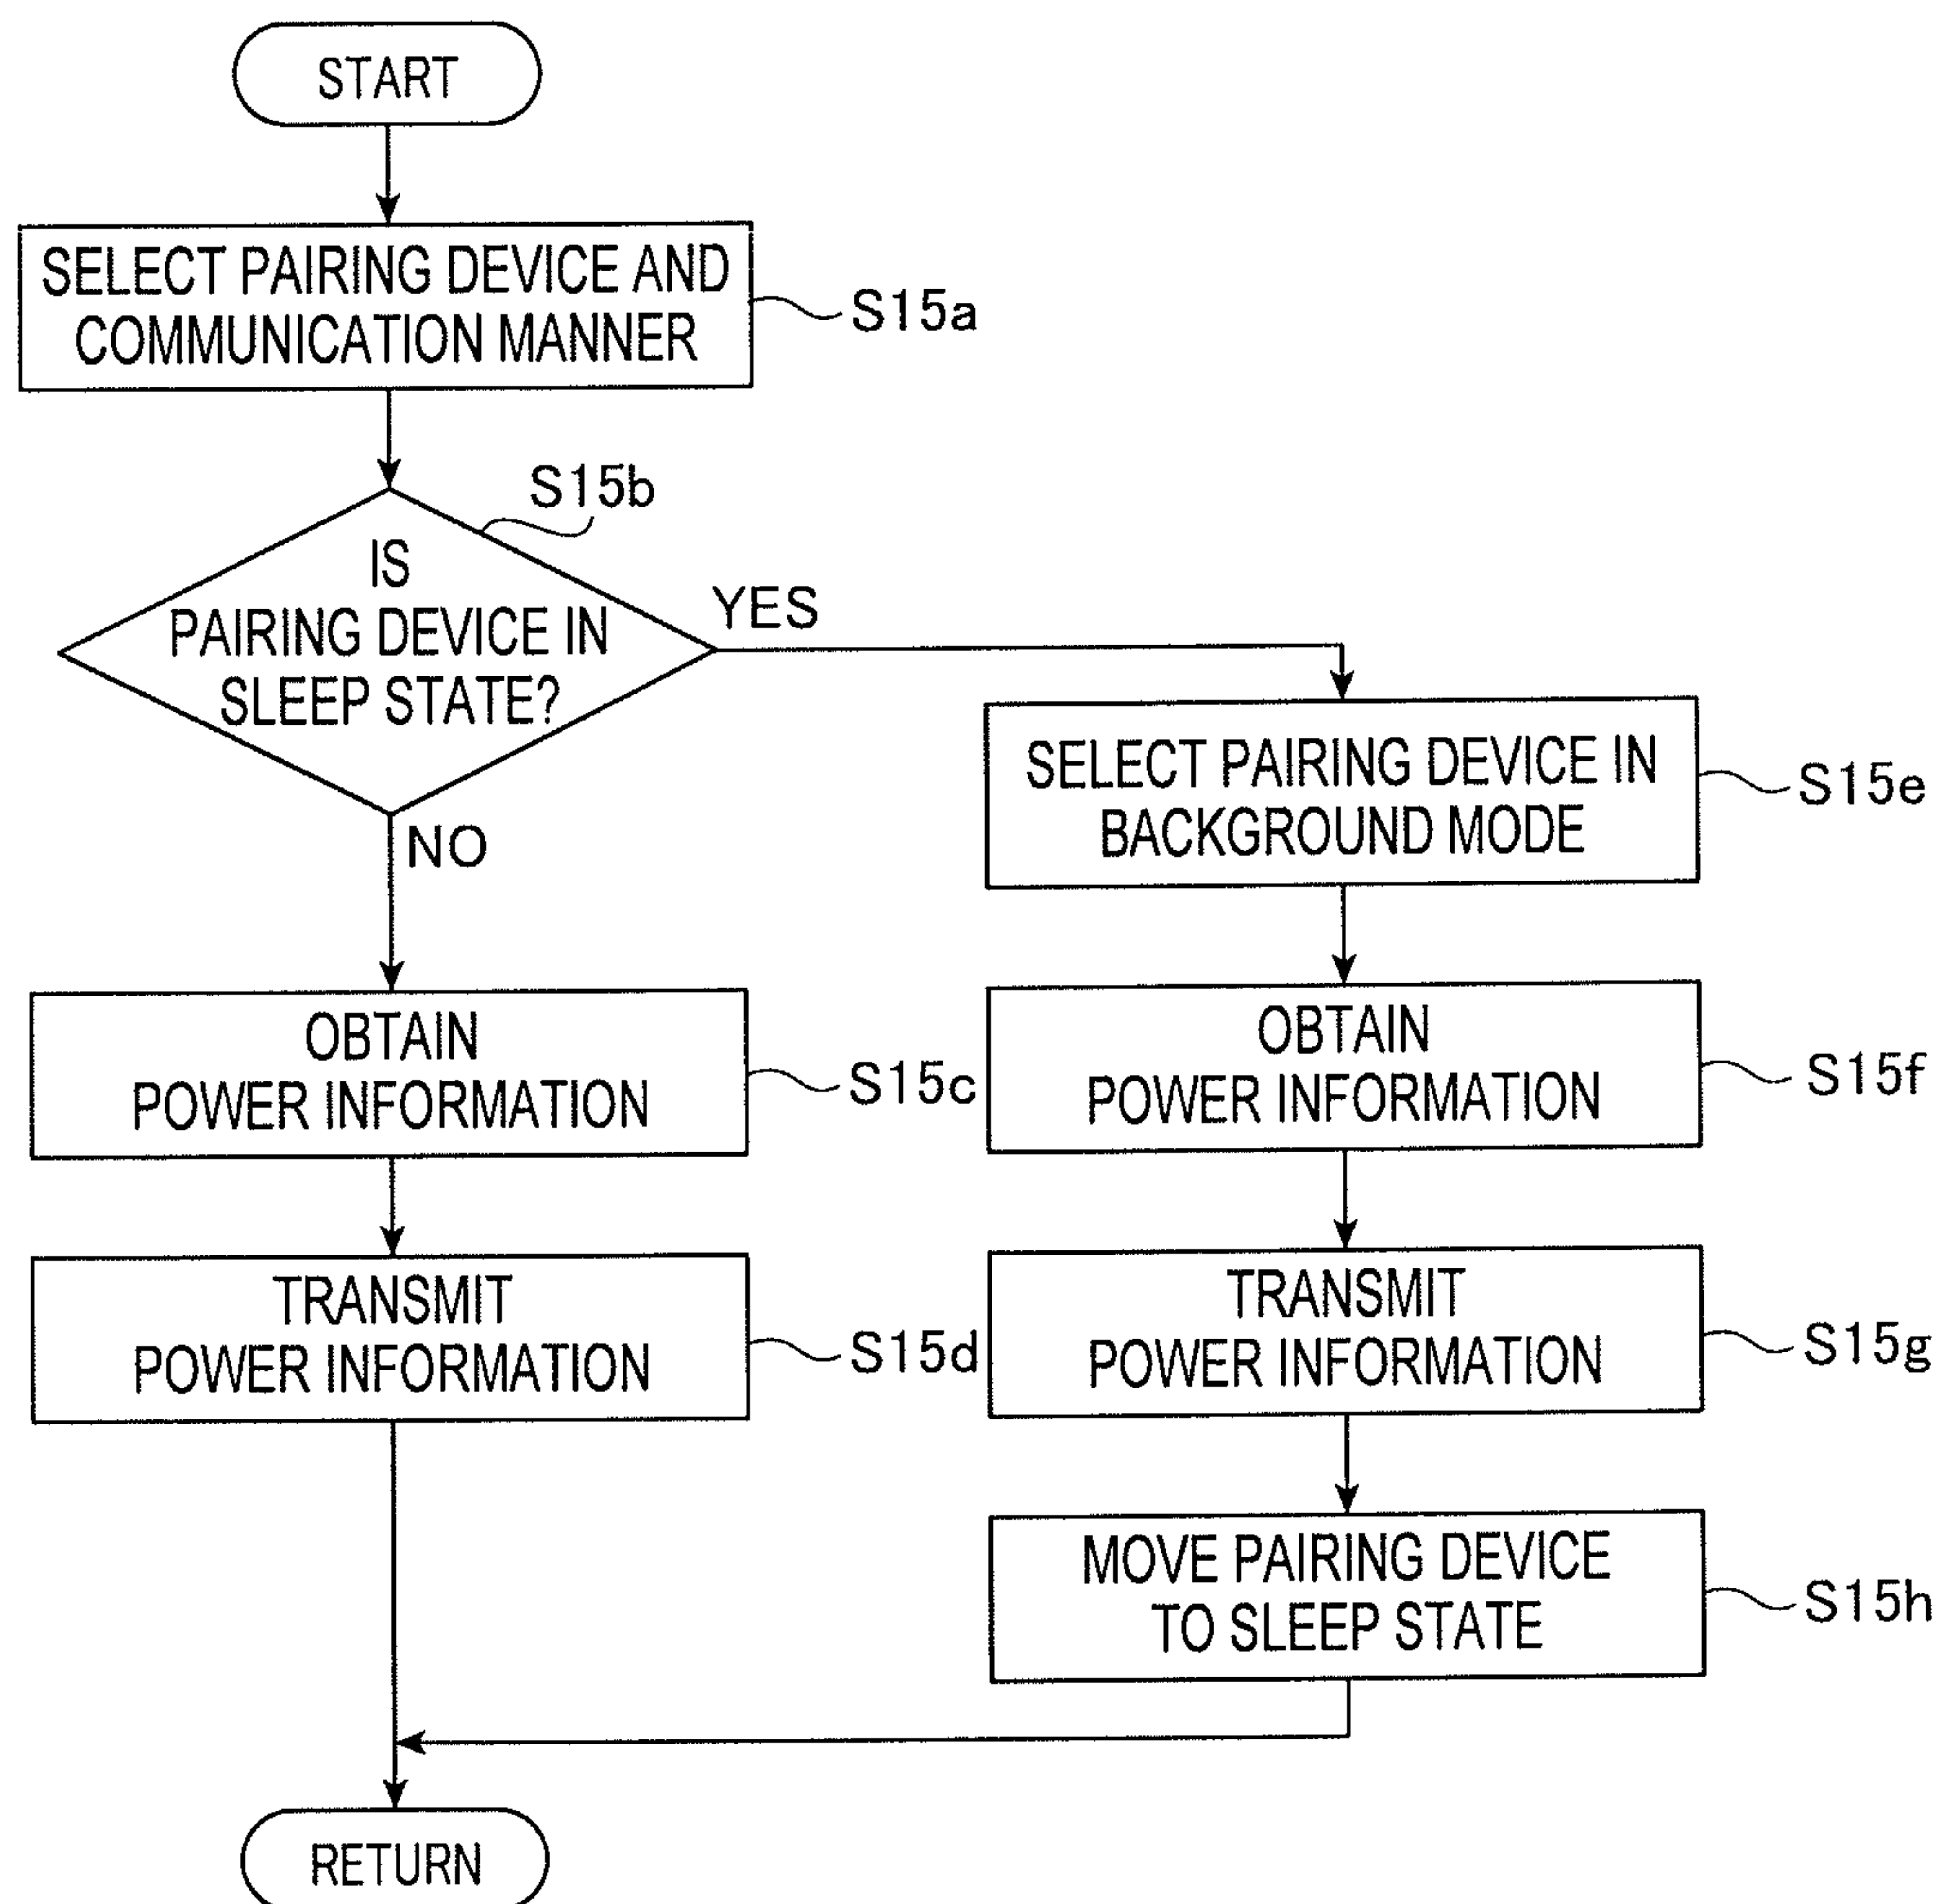 START
SELECT PAIRING DEVICE AND
COMMUNICATION MANNER
S15a
S15b
IS
PAIRING DEVICE IN
SLEEP STATE?
YES
NO
SELECT PAIRING DEVICE IN
BACKGROUND MODE
S15e
OBTAIN
POWER INFORMATION
S15c
OBTAIN
POWER INFORMATION
S15f
TRANSMIT
POWER INFORMATION
S15d
TRANSMIT
POWER INFORMATION
S15g
MOVE PAIRING DEVICE
TO SLEEP STATE
S15h
RETURN